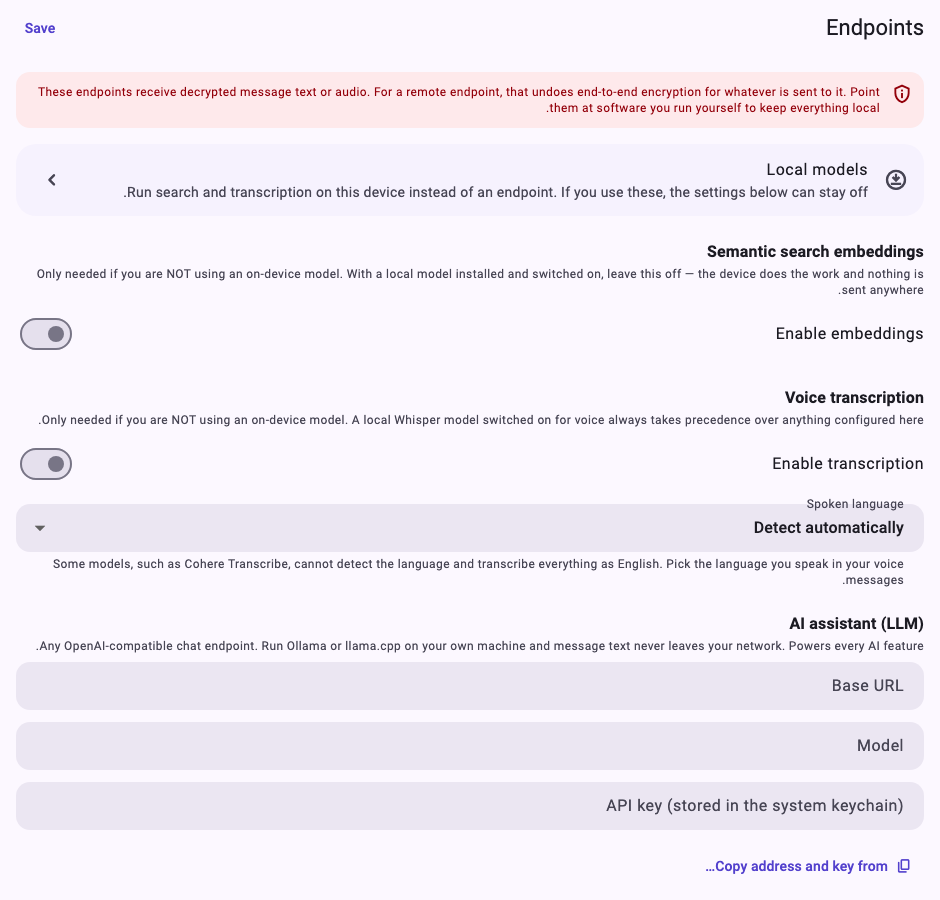 Endpoints
Save
These endpoints receive decrypted message text or audio. For a remote endpoint, that undoes end-to-end encryption for whatever is sent to it. Point
them at software you run yourself to keep everything local.
Local models
Run search and transcription on this device instead of an endpoint. If you use these, the settings below can stay off.
Semantic search embeddings
Only needed if you are NOT using an on-device model. With a local model installed and switched on, leave this off — the device does the work and nothing is
sent anywhere.
Enable embeddings
Voice transcription
Only needed if you are NOT using an on-device model. A local Whisper model switched on for voice always takes precedence over anything configured here.
Enable transcription
Spoken language
Detect automatically
Some models, such as Cohere Transcribe, cannot detect the language and transcribe everything as English. Pick the language you speak in your voice
messages.
AI assistant (LLM)
Any OpenAI-compatible chat endpoint. Run Ollama or llama.cpp on your own machine and message text never leaves your network. Powers every AI feature.
Base URL
Model
API key (stored in the system keychain)
Copy address and key from…